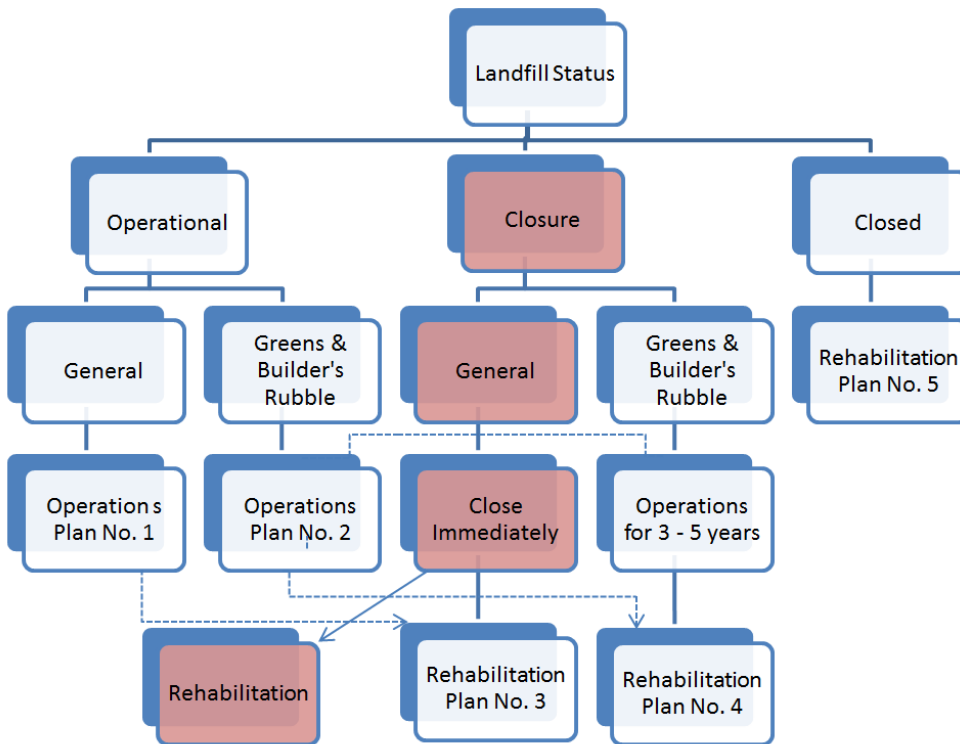 Landfill Status
Operational
Closure
Closed
General
Greens &
Builder's
Rubble
General
Greens &
Builder's
Rubble
Rehabilitation
Plan No. 5
Operations
Plan No. 1
Operations
Plan No. 2
Close
Immediately
Operations
for 3 - 5 years
Rehabilitation
Rehabilitation
Plan No. 3
Rehabilitation
Plan No. 4